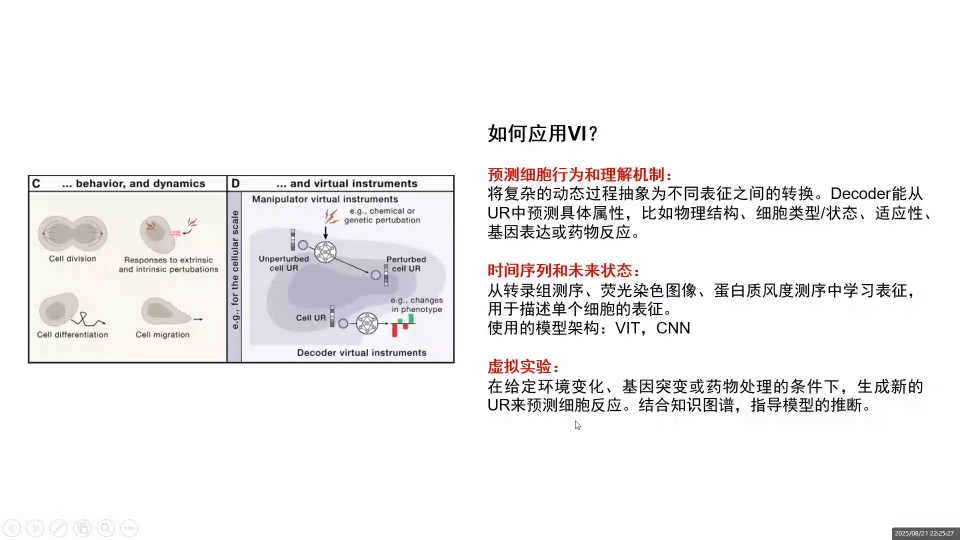 C ... behavior, and dynamics
Cell division
Responses to extrinsic
and intrinsic pertubations
Cell differentiation
Cell migration
D ... and virtual instruments
e.g., for the cellular scale
Manipulator virtual instruments
e.g., chemical or
genetic perturbation
Unperturbed
cell UR
Perturbed
cell UR
e.g., changes
in phenotype
Cell UR
Decoder virtual instruments
如何应用VI？
预测细胞行为和理解机制：
将复杂的动态过程抽象为不同表征之间的转换。Decoder能从
UR中预测具体属性，比如物理结构、细胞类型/状态、适应性、
基因表达或药物反应。
时间序列和未来状态：
从转录组测序、荧光染色图像、蛋白质风度测序中学习表征，
用于描述单个细胞的表征。
使用的模型架构：VIT，CNN
虚拟实验：
在给定环境变化、基因突变或药物处理的条件下，生成新的
UR来预测细胞反应。结合知识图谱，指导模型的推断。
2025/08/21 22:25:27